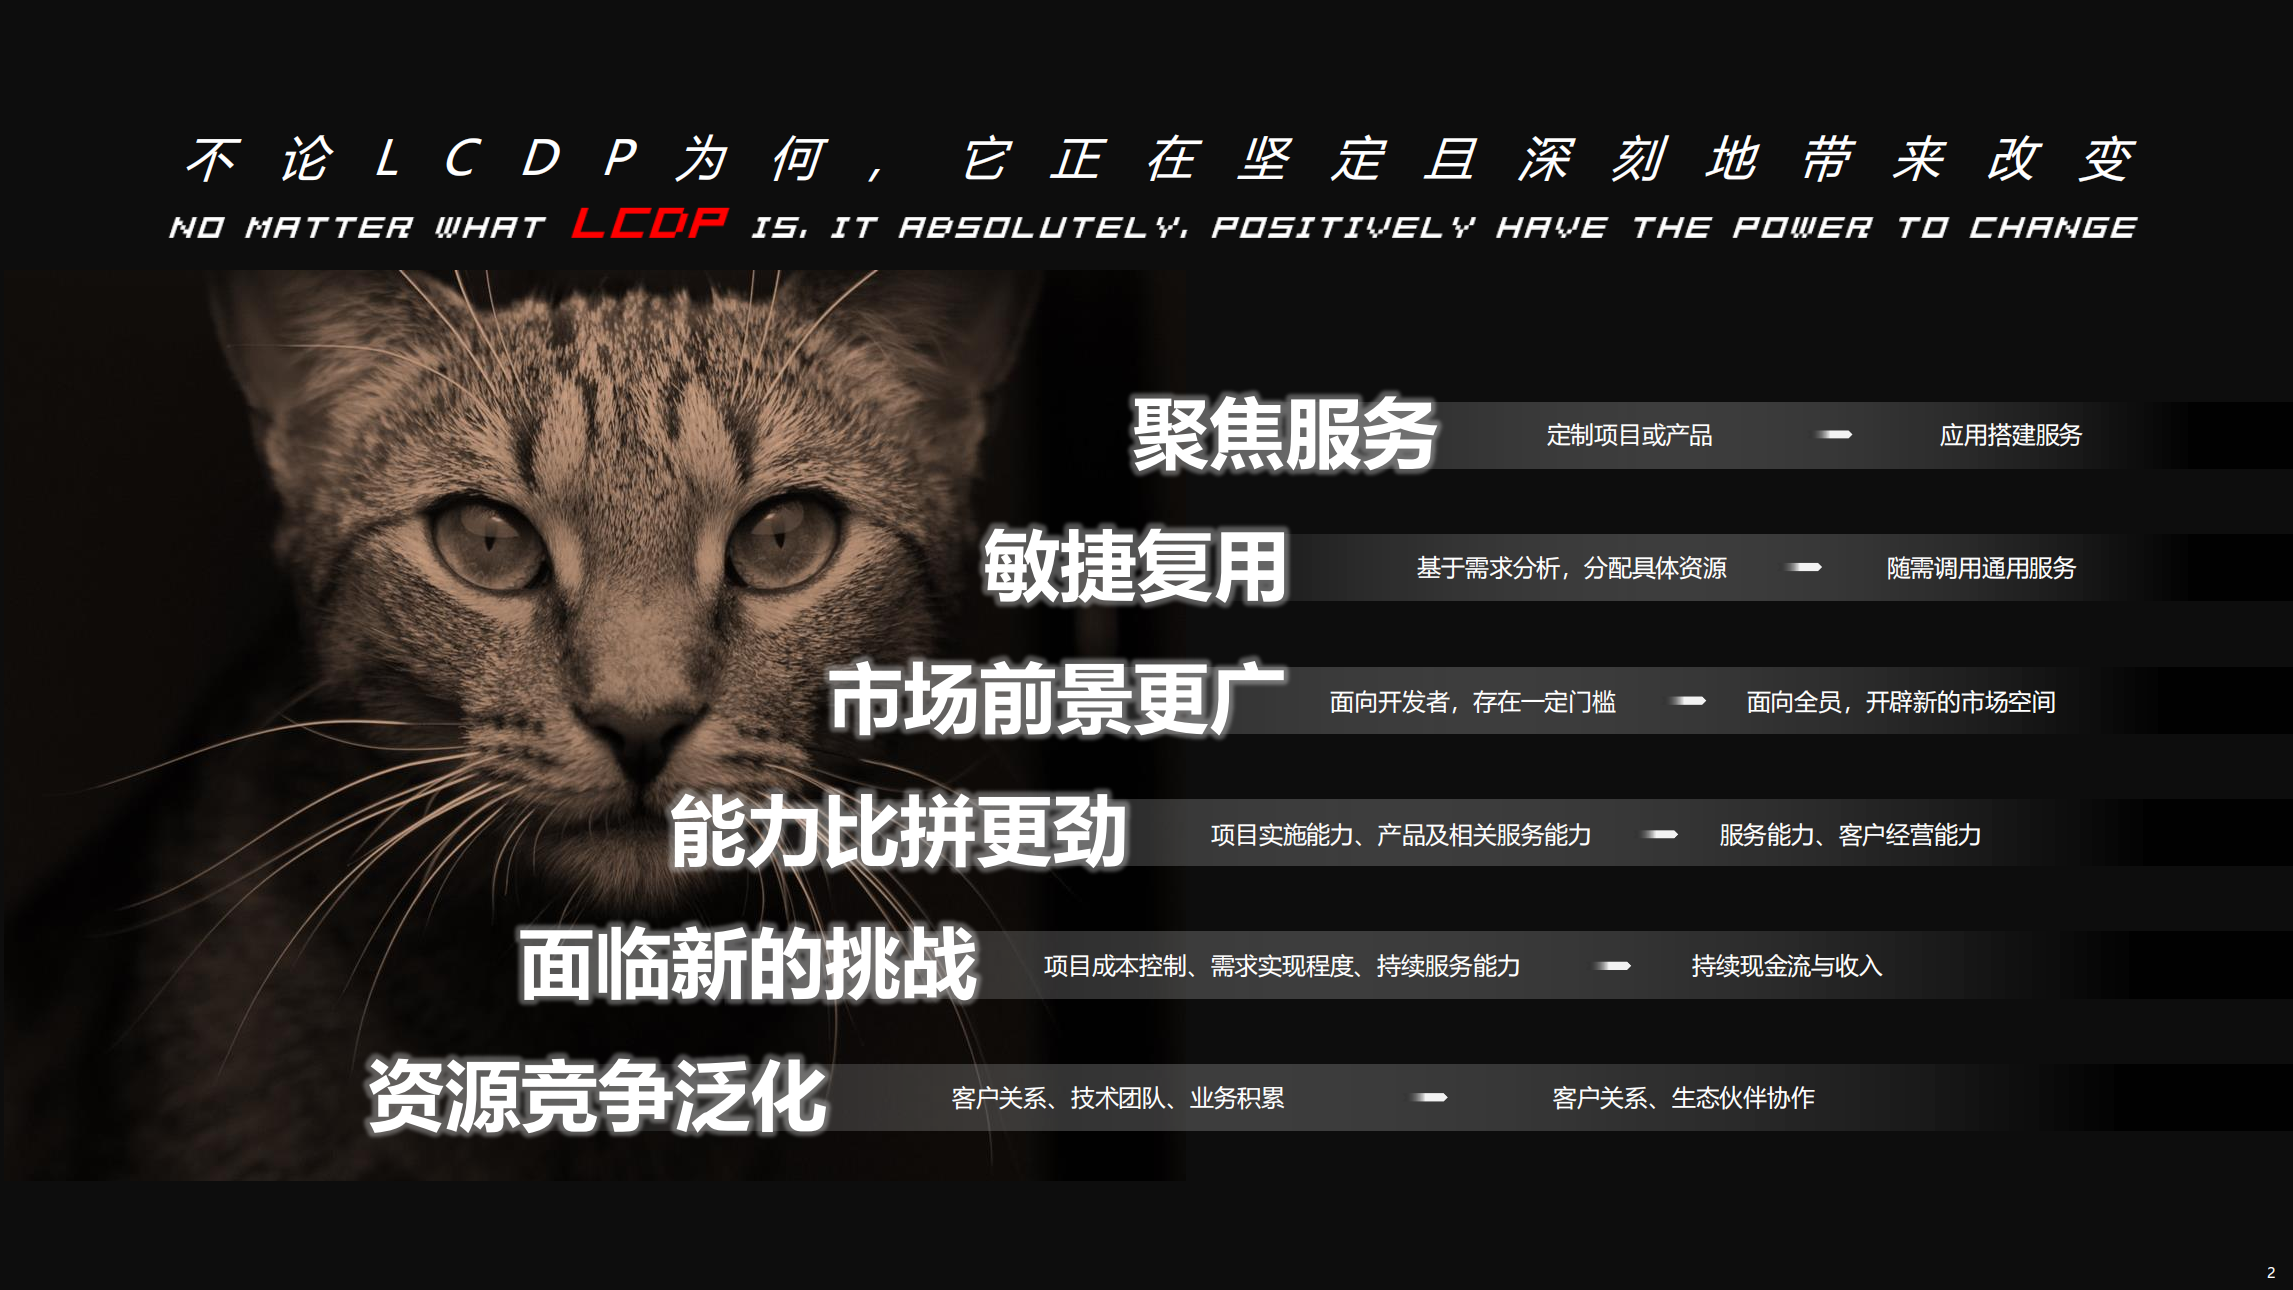 不论LCDP为何，它正在坚定且深刻地带来改变
NO MATTER WHAT LCDP IS, IT ABSOLUTELY, POSITIVELY HAVE THE POWER TO CHANGE
聚焦服务 定制项目或产品 应用搭建服务
敏捷复用 基于需求分析，分配具体资源 随需调用通用服务
市场前景更广 面向开发者，存在一定门槛 面向全员，开辟新的市场空间
能力比拼更劲 项目实施能力、产品及相关服务能力 服务能力、客户经营能力
面临新的挑战 项目成本控制、需求实现程度、持续服务能力 持续现金流与收入
资源竞争泛化 客户关系、技术团队、业务积累 客户关系、生态伙伴协作
2